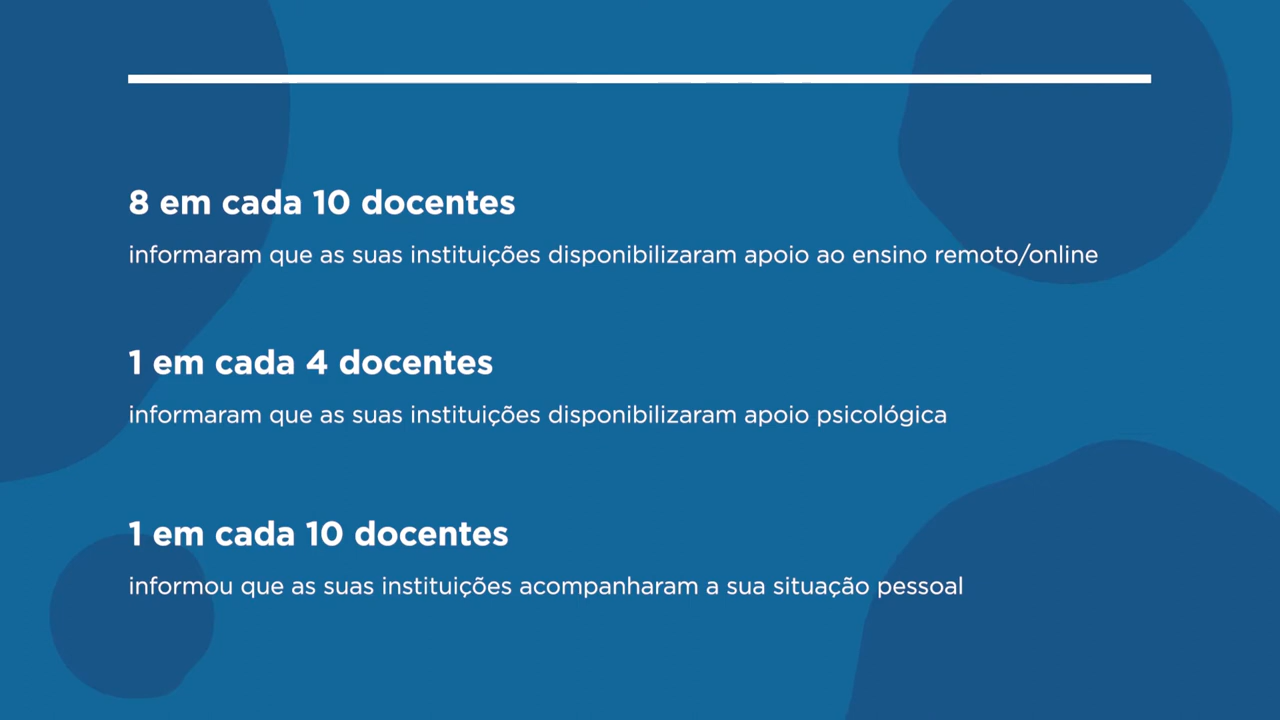 8 em cada 10 docentes
informaram que as suas instituições disponibilizaram apoio ao ensino remoto/online
1 em cada 4 docentes
informaram que as suas instituições disponibilizaram apoio psicológica
1 em cada 10 docentes
informou que as suas instituições acompanharam a sua situação pessoal